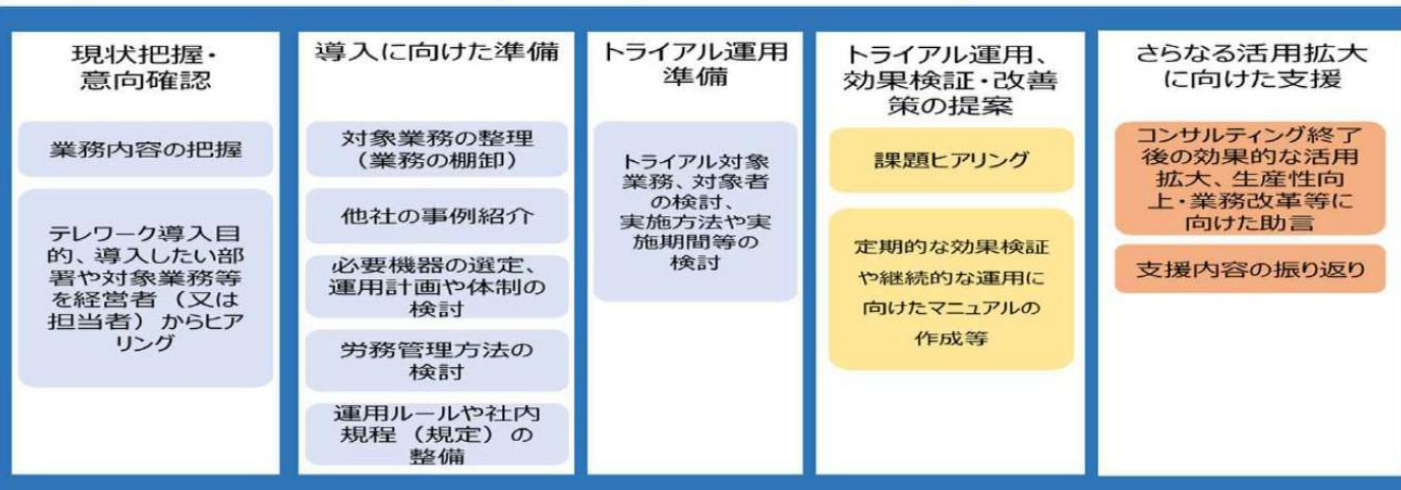 現状把握・
意向確認
業務内容の把握
テレワーク導入目
的、導入したい部
署や対象業務等
を経営者（又は
担当者）からヒア
リング
導入に向けた準備
対象業務の整理
（業務の棚卸）
他社の事例紹介
必要機器の選定、
運用計画や体制の
検討
労務管理方法の
検討
運用ルールや社内
規程（規定）の
整備
トライアル運用
準備
トライアル対象
業務、対象者
の検討、
実施方法や実
施期間等の
検討
トライアル運用、
効果検証・改善
策の提案
課題ヒアリング
定期的な効果検証
や継続的な運用に
向けたマニュアルの
作成等
さらなる活用拡大
に向けた支援
コンサルティング終了
後の効果的な活用
拡大、生産性向
上・業務改革等に
向けた助言
支援内容の振り返り